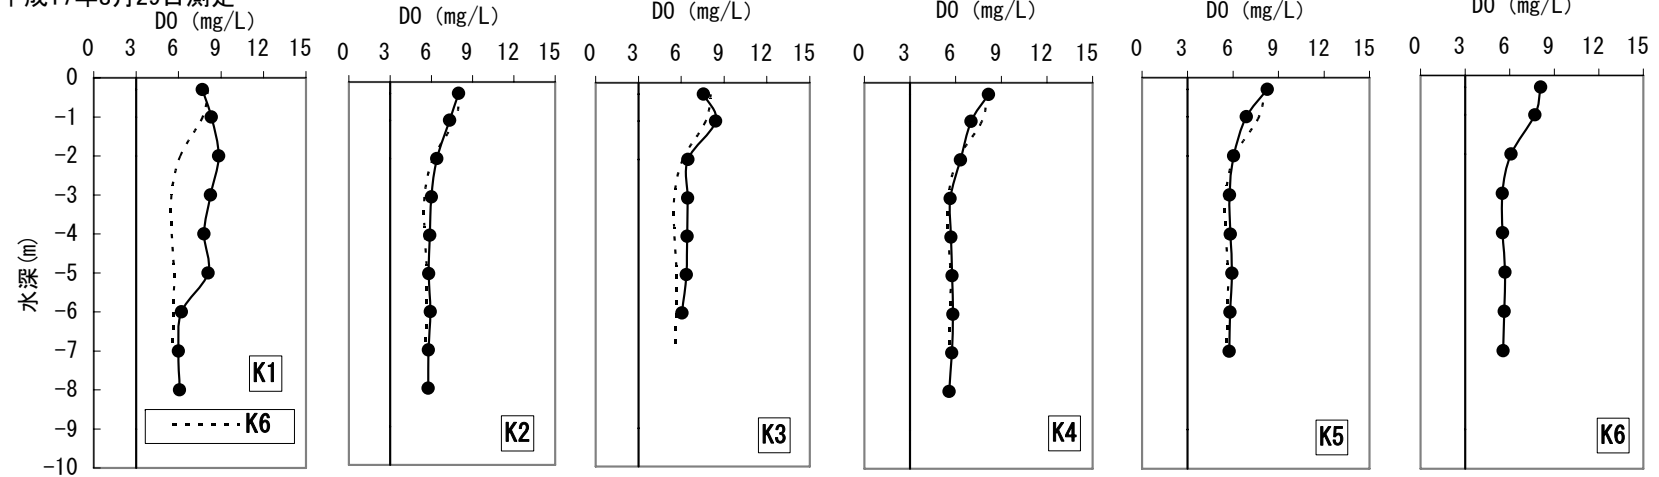 DO (mg/L) DO (mg/L) DO (mg/L) DO (mg/L) DO (mg/L) DO (mg/L)
0 3 6 9 12 15 0 3 6 9 12 15 0 3 6 9 12 15 0 3 6 9 12 15 0 3 6 9 12 15 0 3 6 9 12 15
0
-1
-2
-3
-4
-5
-6
-7
-8
-9
-10
水深(m)
K1
K6
K2
K3
K4
K5
K6